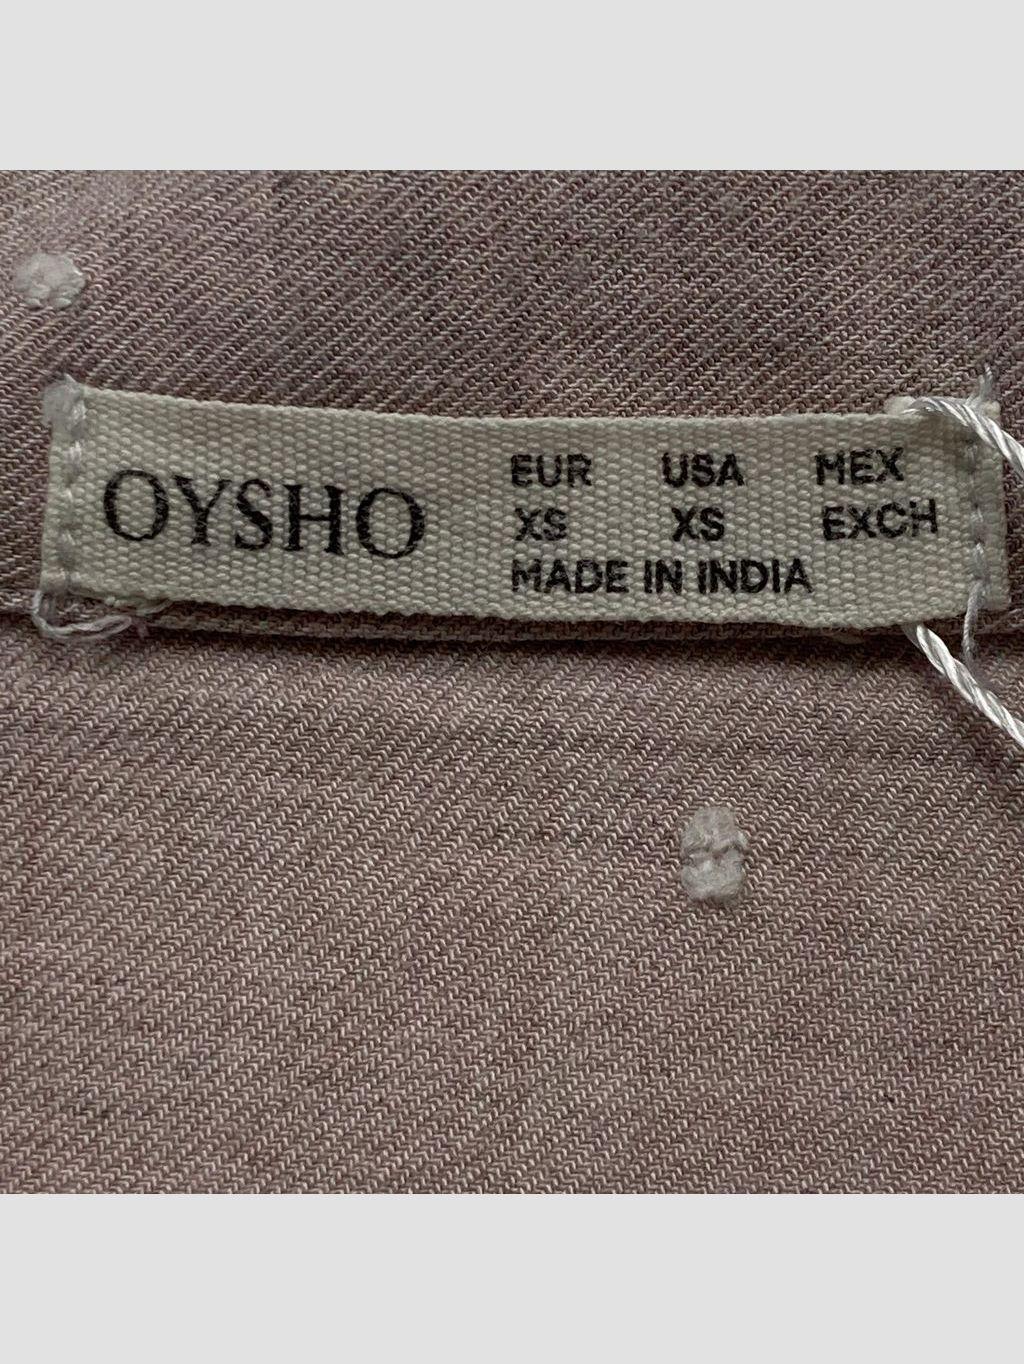 OYSHO
EUR USA MEX
XS XS EXCH
MADE IN INDIA